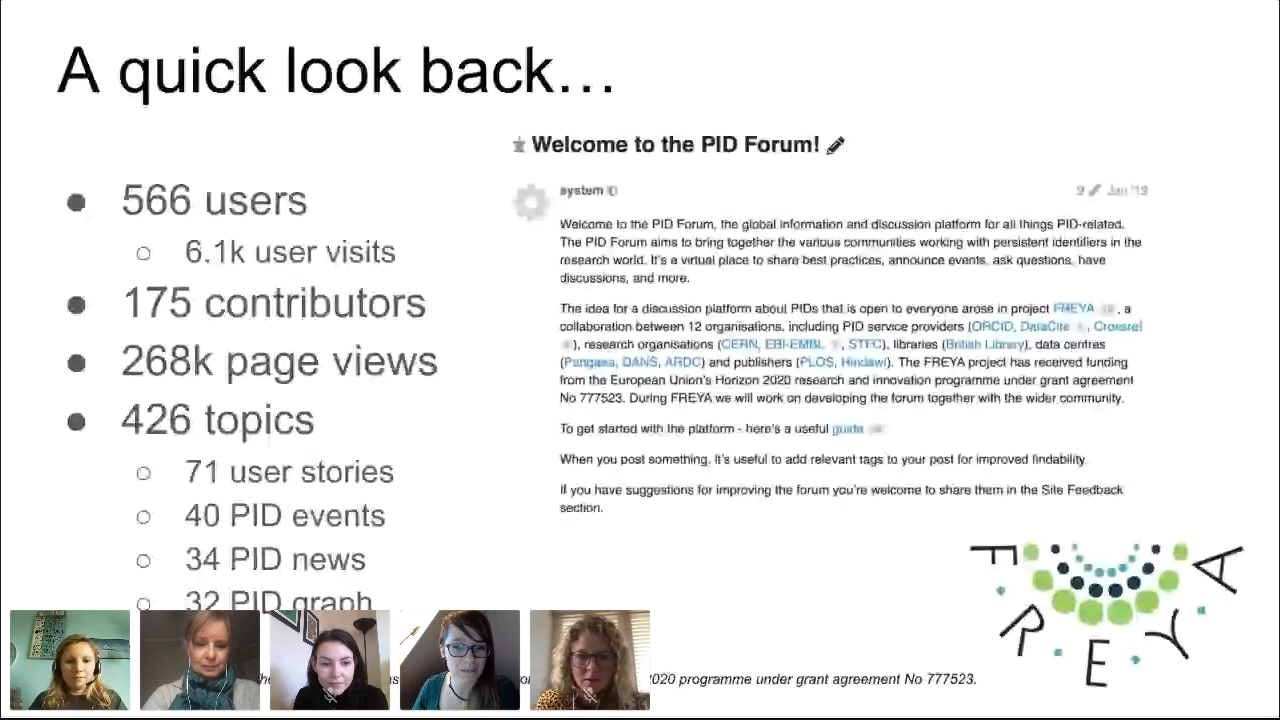 A quick look back…
566 users
6.1k user visits
175 contributors
268k page views
426 topics
71 user stories
40 PID events
34 PID news
32 PID graph
Welcome to the PID Forum!
system
9 Jan '19
Welcome to the PID Forum, the global information and discussion platform for all things PID-related.
The PID Forum aims to bring together the various communities working with persistent identifiers in the
research world. It's a virtual place to share best practices, announce events, ask questions, have
discussions, and more.
The idea for a discussion platform about PIDs that is open to everyone arose in project FREYA , a
collaboration between 12 organisations, including PID service providers (ORCID, DataCite , Crossref
), research organisations (CERN, EBI-EMBL , STFC), libraries (British Library), data centres
(Pangaea, DANS, ARDC) and publishers (PLOS, Hindawi). The FREYA project has received funding
from the European Union's Horizon 2020 research and innovation programme under grant agreement
No 777523. During FREYA we will work on developing the forum together with the wider community.
To get started with the platform - here's a useful guide
When you post something, it's useful to add relevant tags to your post for improved findability.
If you have suggestions for improving the forum you're welcome to share them in the Site Feedback
section.
FREYA
2020 programme under grant agreement No 777523.